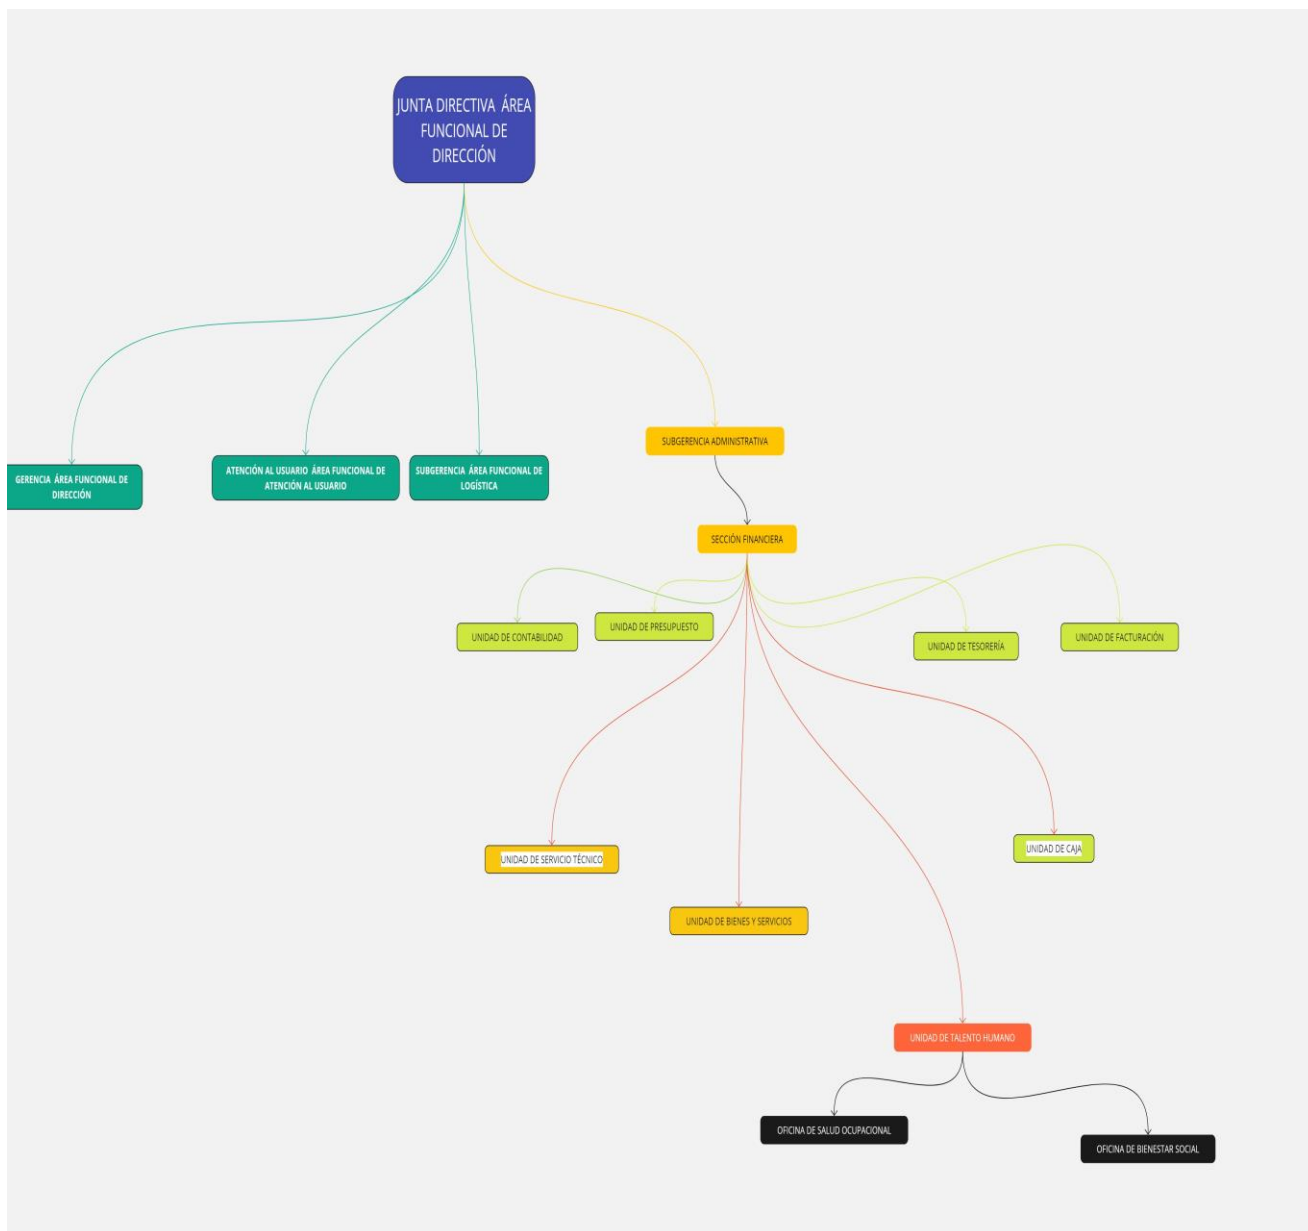 JUNTA DIRECTIVA ÁREA
FUNCIONAL DE
DIRECCIÓN
SUBGERENCIA ADMINISTRATIVA
GERENCIA ÁREA FUNCIONAL DE
DIRECCIÓN
ATENCIÓN AL USUARIO ÁREA FUNCIONAL DE
ATENCIÓN AL USUARIO
SUBGERENCIA ÁREA FUNCIONAL DE
LOGÍSTICA
SECCIÓN FINANCIERA
UNIDAD DE CONTABILIDAD
UNIDAD DE PRESUPUESTO
UNIDAD DE TESORERÍA
UNIDAD DE FACTURACIÓN
UNIDAD DE SERVICIO TÉCNICO
UNIDAD DE CAJA
UNIDAD DE BIENES Y SERVICIOS
UNIDAD DE TALENTO HUMANO
OFICINA DE SALUD OCUPACIONAL
OFICINA DE BIENESTAR SOCIAL